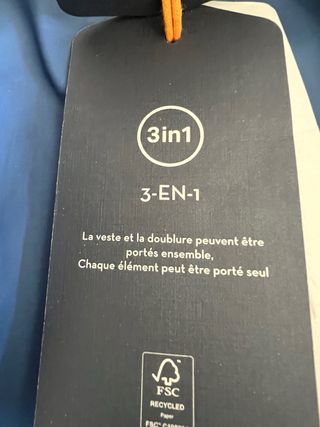 3in1
3-EN-1
La veste et la doublure peuvent être
portés ensemble,
Chaque élément peut être porté seul
FSC
RECYCLED
Paper